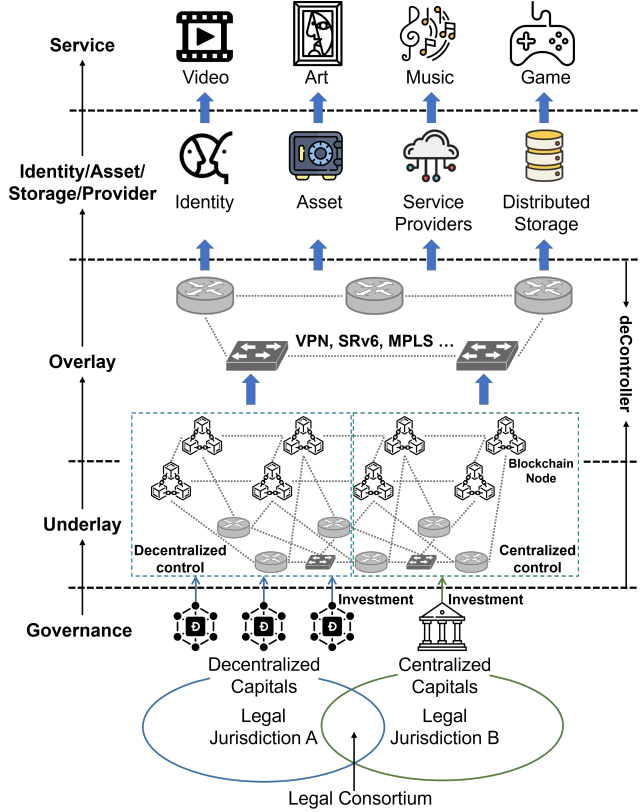 Service
Video
Art
Music
Game
Identity/Asset/
Storage/Provider
Identity
Asset
Service
Providers
Distributed
Storage
Overlay
VPN, SRv6, MPLS ...
deController
Blockchain
Node
Underlay
Decentralized
control
Centralized
control
Investment
Investment
Governance
Đ
Đ
Đ
Decentralized
Capitals
Centralized
Capitals
Legal
Jurisdiction A
Legal
Jurisdiction B
Legal Consortium